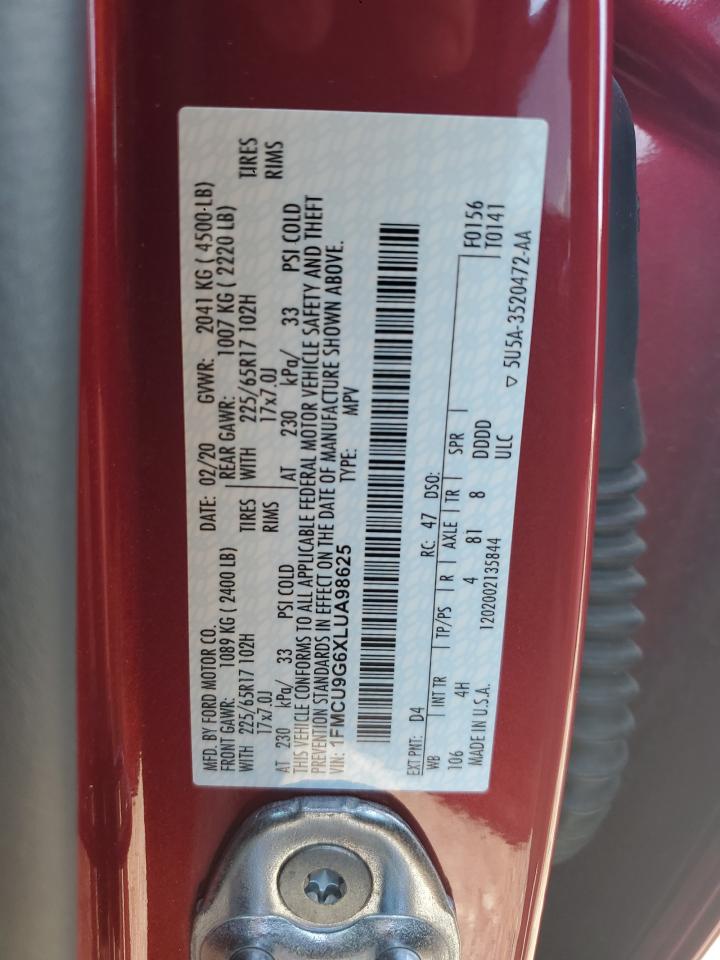 MFD. BY FORD MOTOR CO. DATE: 02/20 GVWR: 2041 KG ( 4500-LB)
FRONT GAWR: 1089 KG ( 2400 LB) REAR GAWR: 1007 KG ( 2220 LB)
WITH 225/65R17 102H TIRES WITH 225/65R17 102H TIRES
17x7.0J RIMS 17x7.0J RIMS
AT 230 kPa/ 33 PSI COLD AT 230 kPa/ 33 PSI COLD
THIS VEHICLE CONFORMS TO ALL APPLICABLE FEDERAL MOTOR VEHICLE SAFETY AND THEFT
PREVENTION STANDARDS IN EFFECT ON THE DATE OF MANUFACTURE SHOWN ABOVE.
VIN: 1FMCU9G6XLUA98625 TYPE: MPV
EXT PNT: D4 RC: 47 DSO: F0156
WB INT TR TP/PS R AXLE TR SPR T0141
106 4H 4 8I 8 DDDD
MADE IN U.S.A. 1202002135844 ULC
▽ 5U5A-3520472-AA